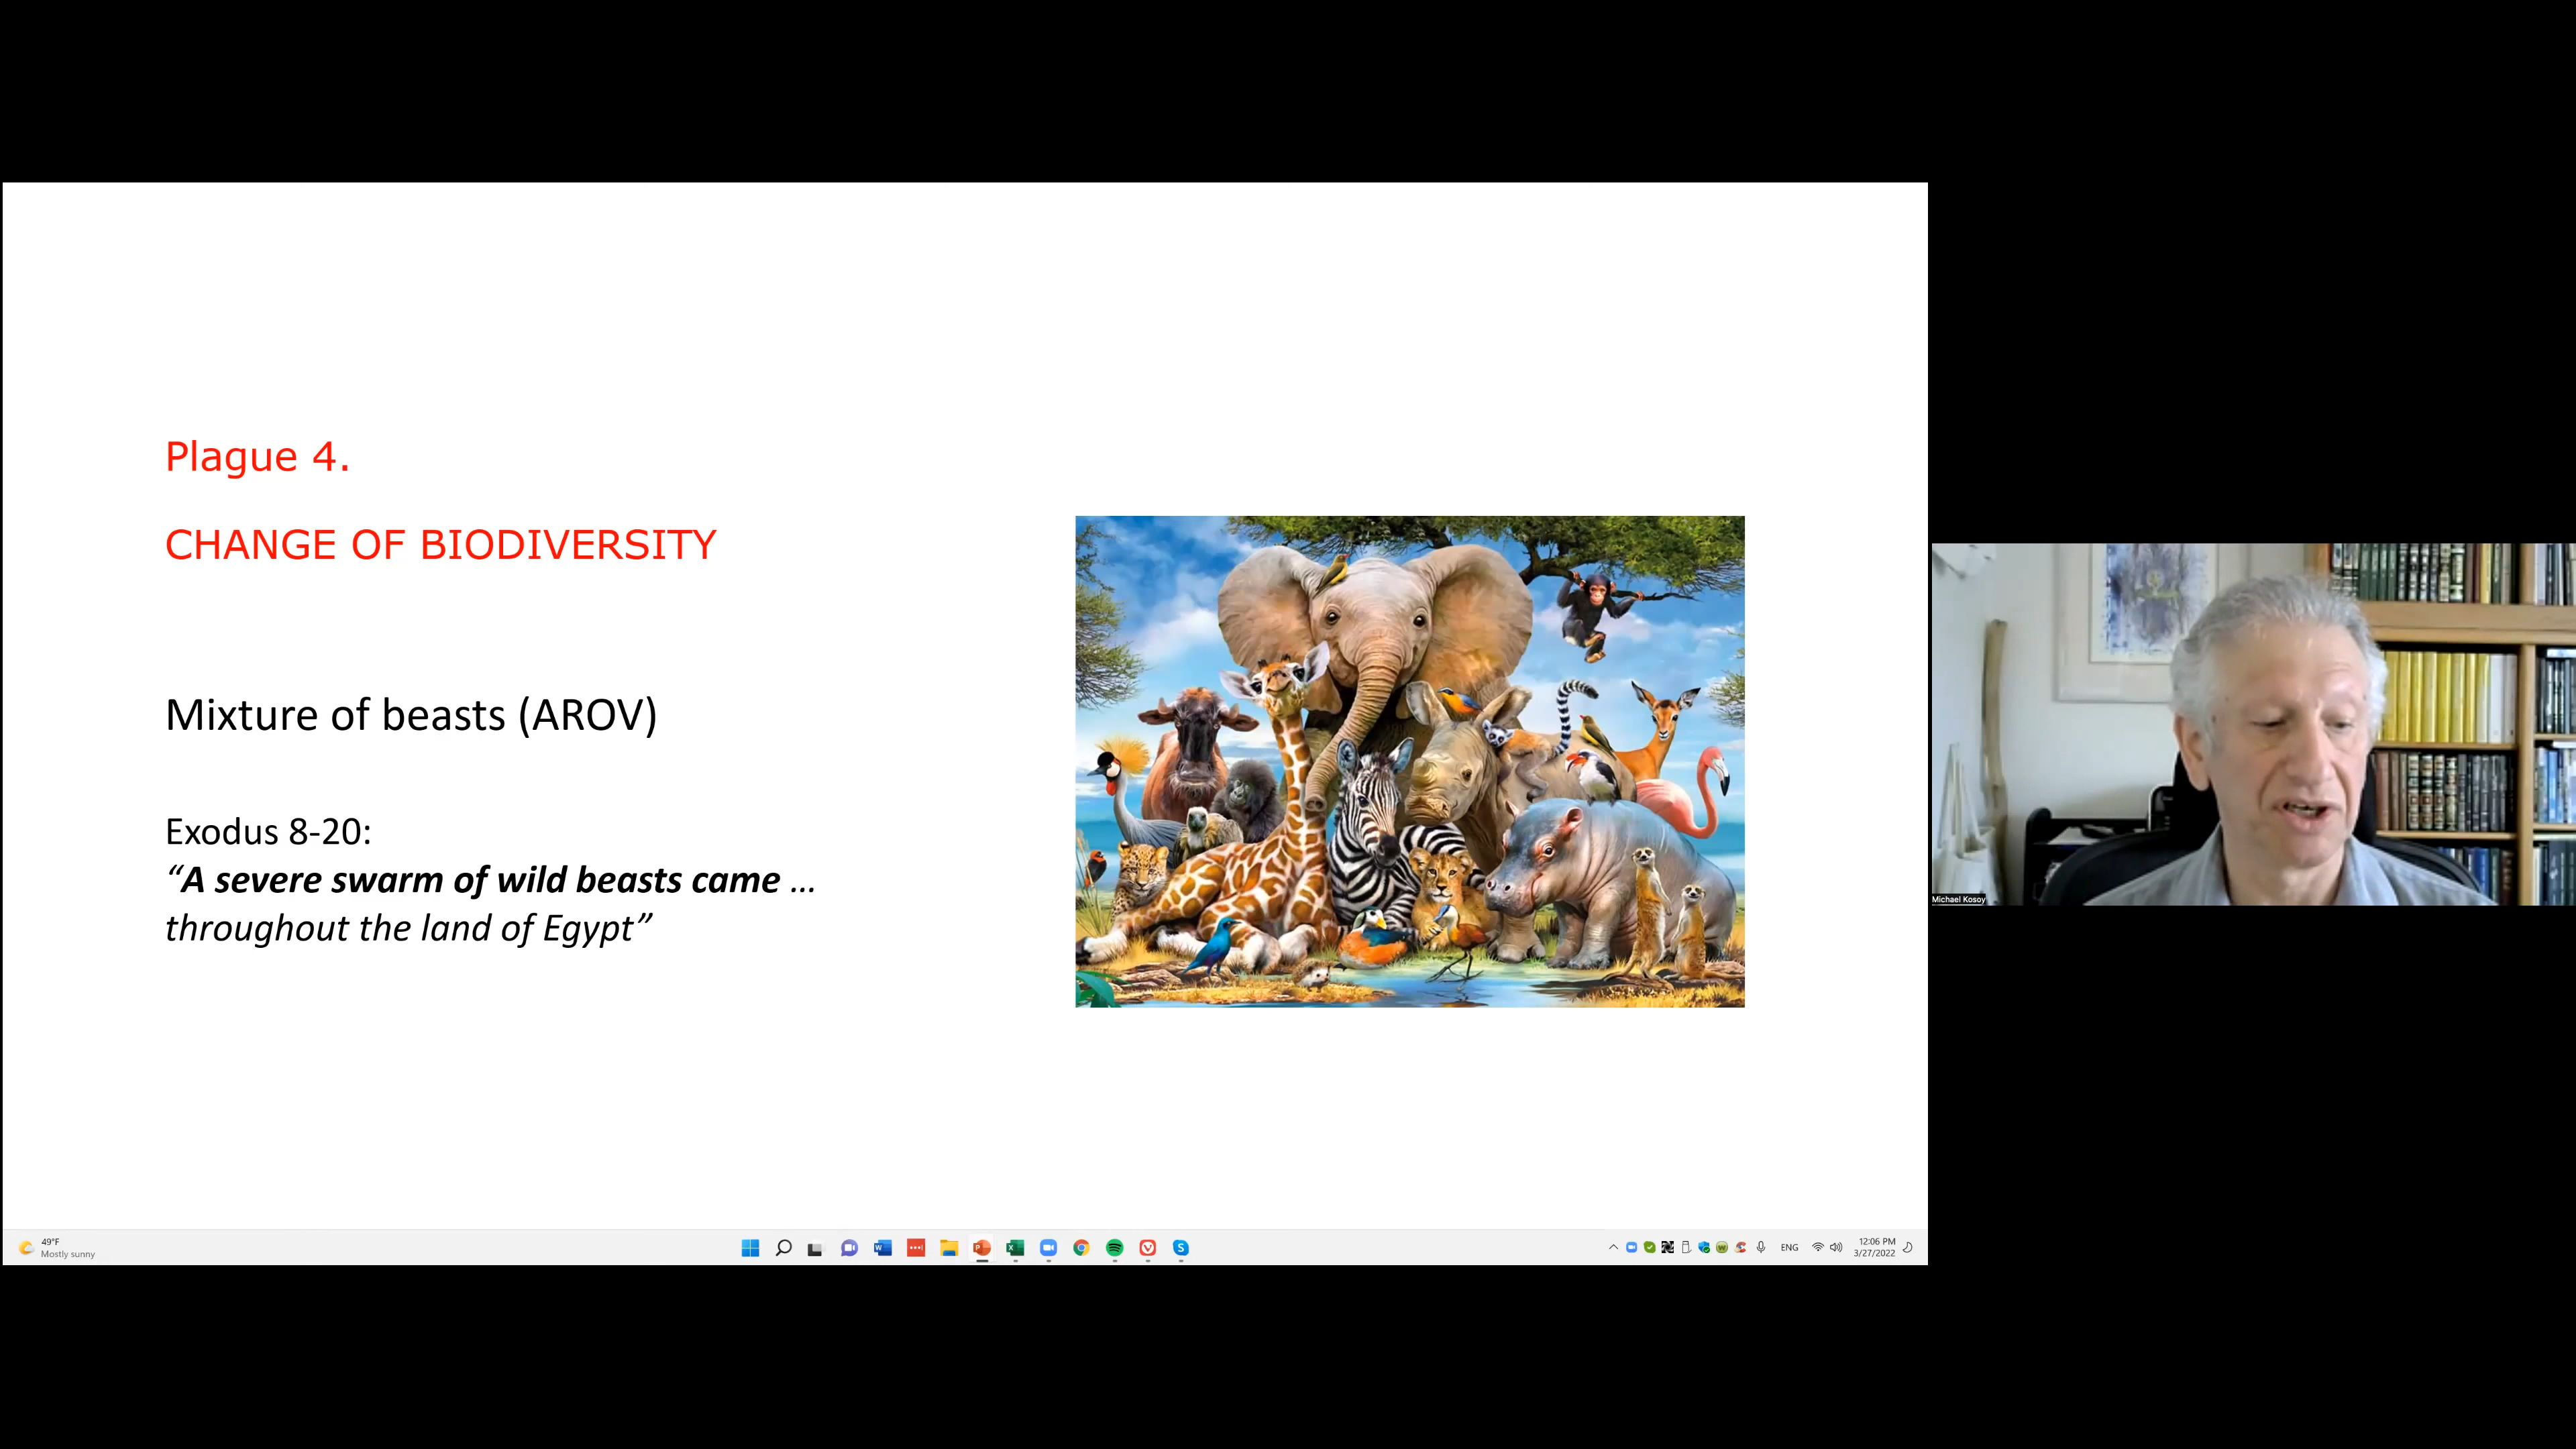 Plague 4.
CHANGE OF BIODIVERSITY
Mixture of beasts (AROV)
Exodus 8-20:
“A severe swarm of wild beasts came ...
throughout the land of Egypt”
Michael Kosoy
49°F
Mostly sunny
ENG
12:06 PM
3/27/2022